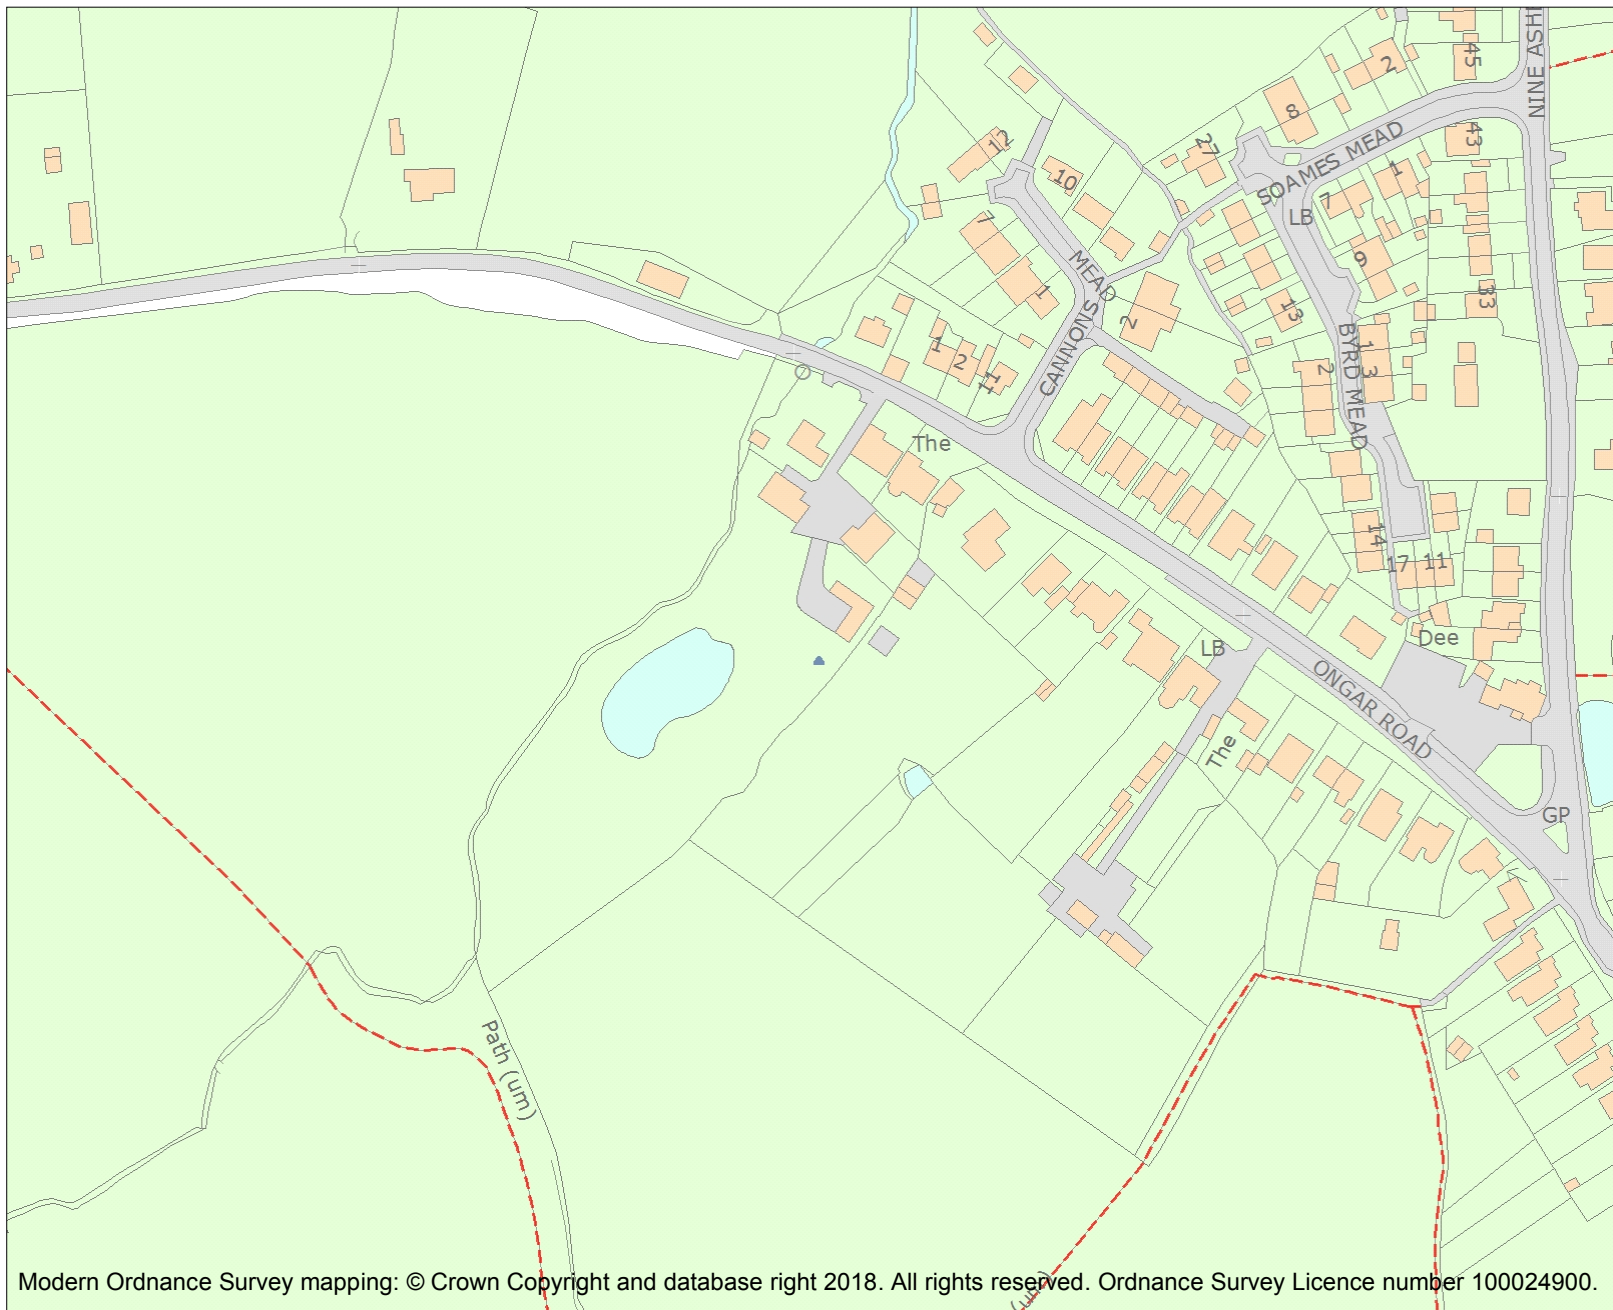 NINE ASH
45
2
8
43
SOAMES MEAD
27
12
1
10
7
LB
7
9
MEAD
1
13
33
CANNONS
2
BYRD MEAD
1
2
11
13
2
The
14
17
11
Dee
LB
ONGAR ROAD
The
GP
Path (um)
(um)
Modern Ordnance Survey mapping: © Crown Copyright and database right 2018. All rights reserved. Ordnance Survey Licence number 100024900.